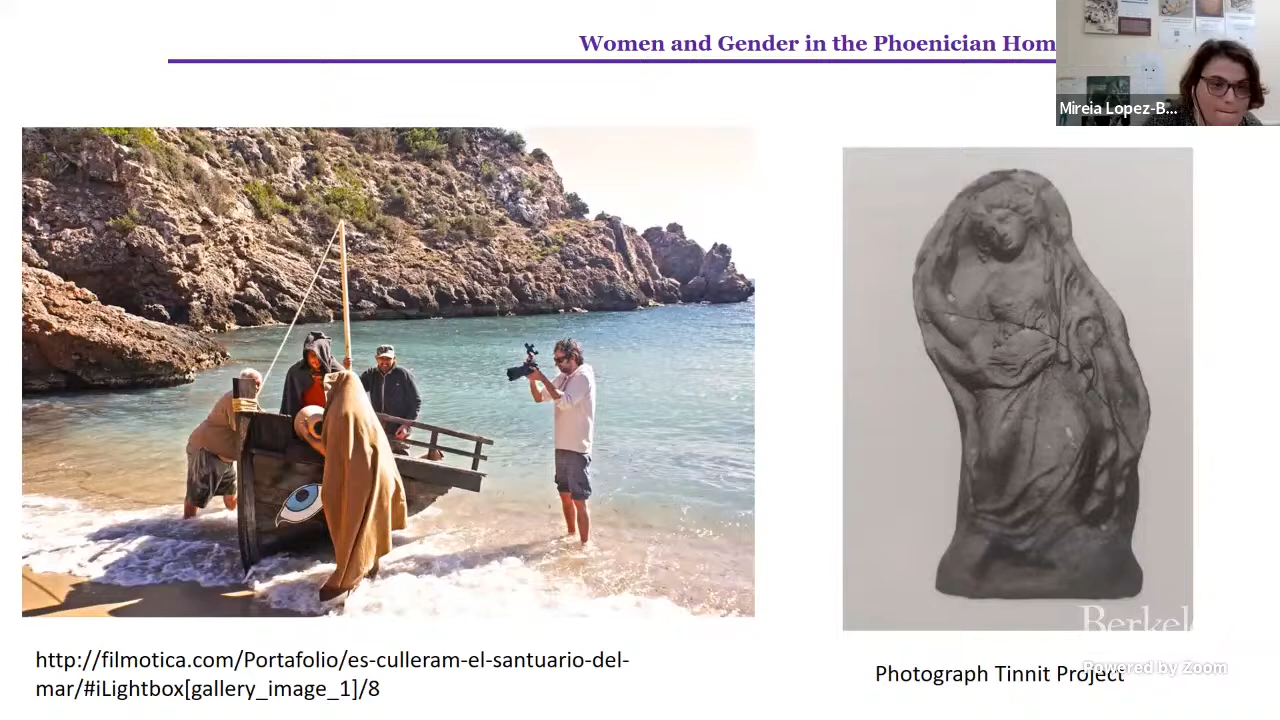 Women and Gender in the Phoenician Hom
Mireia Lopez-B...
http://filmotica.com/Portafolio/es-culleram-el-santuario-del-
mar/#iLightbox[gallery_image_1]/8
Berkel
Photograph Tinnit Project
Powered by Zoom